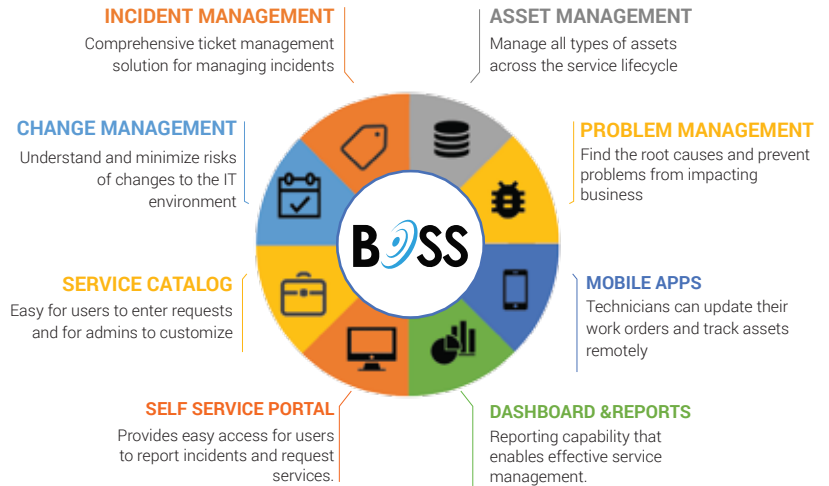 INCIDENT MANAGEMENT
Comprehensive ticket management
solution for managing incidents
ASSET MANAGEMENT
Manage all types of assets
across the service lifecycle
CHANGE MANAGEMENT
Understand and minimize risks
of changes to the IT
environment
PROBLEM MANAGEMENT
Find the root causes and prevent
problems from impacting
business
BOSS
SERVICE CATALOG
Easy for users to enter requests
and for admins to customize
MOBILE APPS
Technicians can update their
work orders and track assets
remotely
SELF SERVICE PORTAL
Provides easy access for users
to report incidents and request
services.
DASHBOARD &REPORTS
Reporting capability that
enables effective service
management.